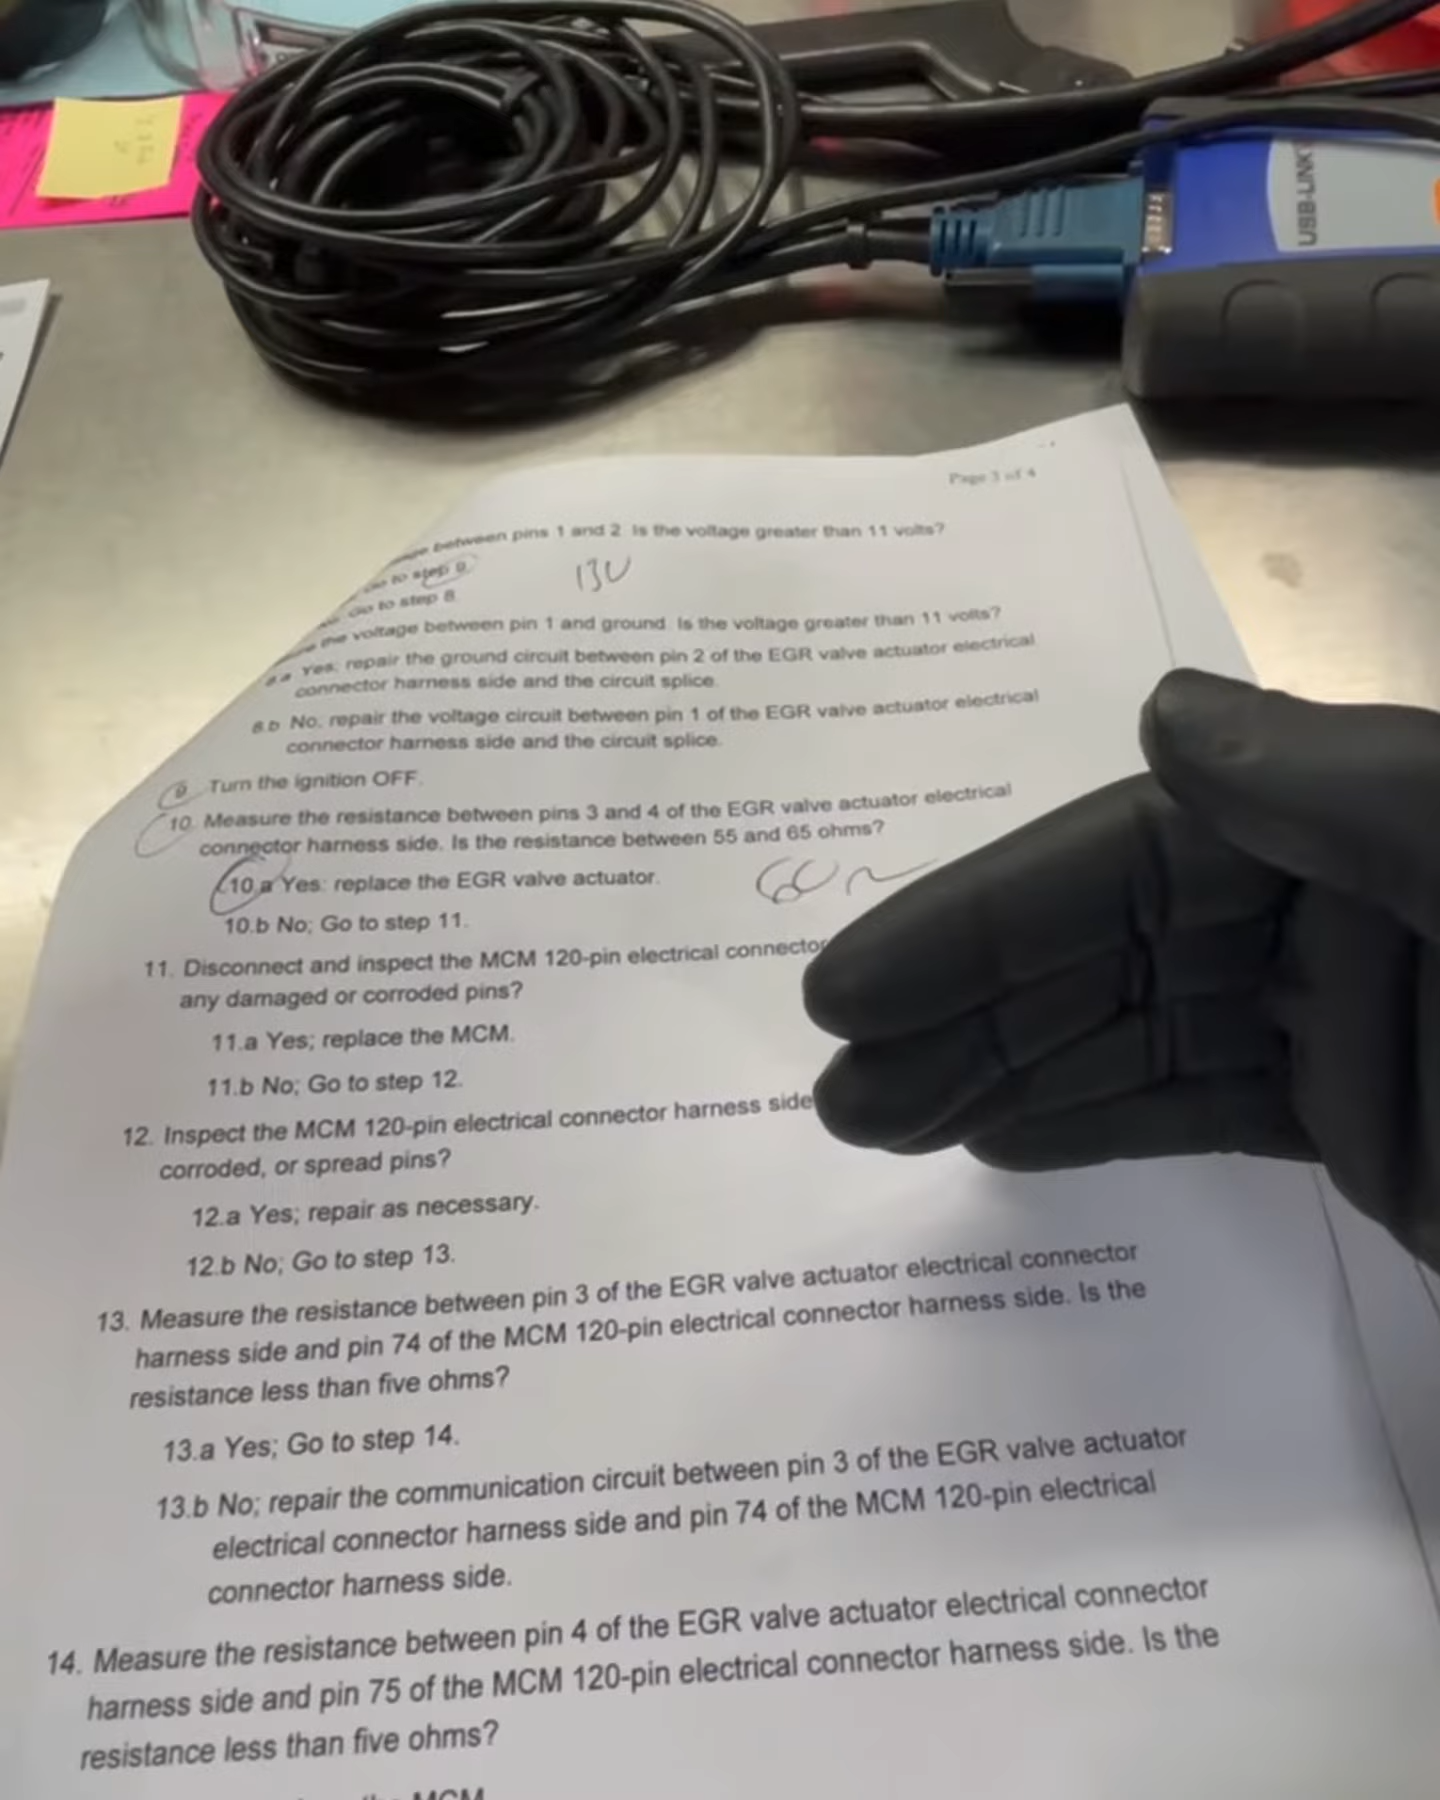 USB-LINK
Page 3 of 4
between pins 1 and 2. Is the voltage greater than 11 volts?
to step 9.
13V
Go to step 8.
the voltage between pin 1 and ground. Is the voltage greater than 11 volts?
Yes; repair the ground circuit between pin 2 of the EGR valve actuator electrical
connector harness side and the circuit splice.
8.b No; repair the voltage circuit between pin 1 of the EGR valve actuator electrical
connector harness side and the circuit splice.
9. Turn the ignition OFF.
10. Measure the resistance between pins 3 and 4 of the EGR valve actuator electrical
connector harness side. Is the resistance between 55 and 65 ohms?
10.a Yes; replace the EGR valve actuator.
10.b No; Go to step 11.
11. Disconnect and inspect the MCM 120-pin electrical connector
any damaged or corroded pins?
11.a Yes; replace the MCM.
11.b No; Go to step 12.
12. Inspect the MCM 120-pin electrical connector harness side
corroded, or spread pins?
12.a Yes; repair as necessary.
12.b No; Go to step 13.
13. Measure the resistance between pin 3 of the EGR valve actuator electrical connector
harness side and pin 74 of the MCM 120-pin electrical connector harness side. Is the
resistance less than five ohms?
13.a Yes; Go to step 14.
13.b No; repair the communication circuit between pin 3 of the EGR valve actuator
electrical connector harness side and pin 74 of the MCM 120-pin electrical
connector harness side.
14. Measure the resistance between pin 4 of the EGR valve actuator electrical connector
harness side and pin 75 of the MCM 120-pin electrical connector harness side. Is the
resistance less than five ohms?
MCM